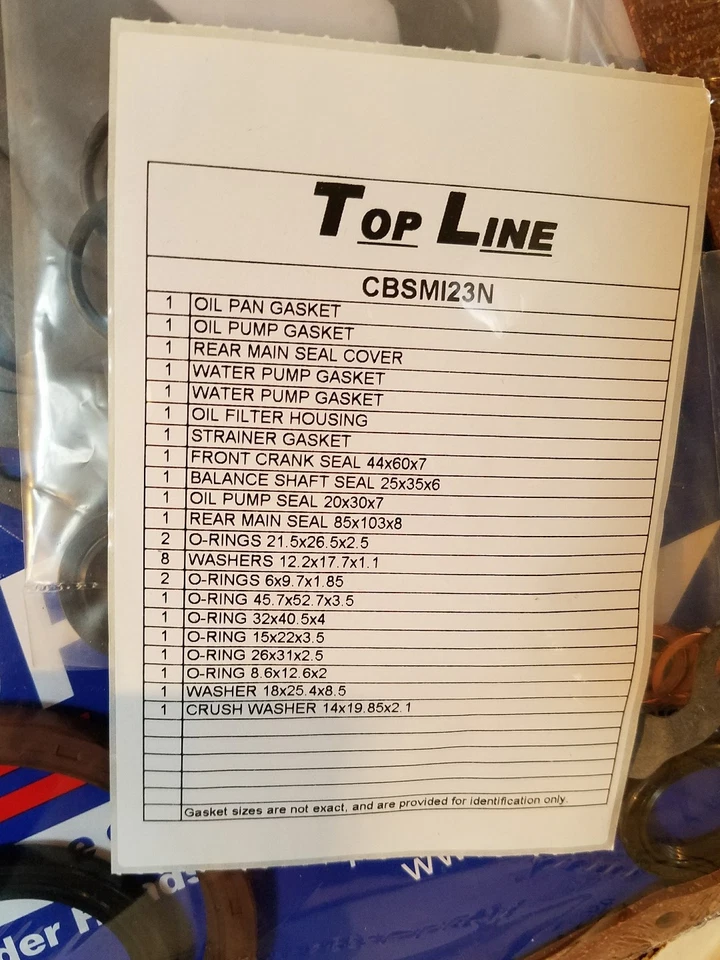 TOP LINE
CBSMI23N
1 OIL PAN GASKET
1 OIL PUMP GASKET
1 REAR MAIN SEAL COVER
1 WATER PUMP GASKET
1 WATER PUMP GASKET
1 OIL FILTER HOUSING
1 STRAINER GASKET
1 FRONT CRANK SEAL 44x60x7
1 BALANCE SHAFT SEAL 25x35x6
1 OIL PUMP SEAL 20x30x7
1 REAR MAIN SEAL 85x103x8
2 O-RINGS 21.5x26.5x2.5
8 WASHERS 12.2x17.7x1.1
2 O-RINGS 6x9.7x1.85
1 O-RING 45.7x52.7x3.5
1 O-RING 32x40.5x4
1 O-RING 15x22x3.5
1 O-RING 26x31x2.5
1 O-RING 8.6x12.6x2
1 WASHER 18x25.4x8.5
1 CRUSH WASHER 14x19.85x2.1
Gasket sizes are not exact, and are provided for identification only.